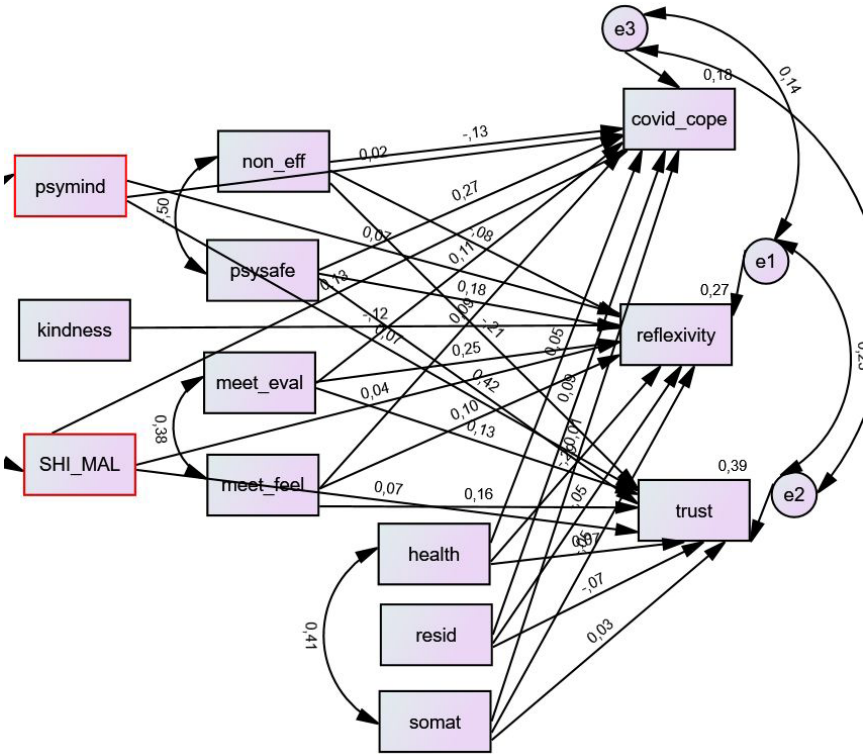 e3
0,18
0,14
covid_cope
-,13
non_eff
0,02
psymind
0,27
-,50
0,11
0,07
-,08
psysafe
e1
0,13
0,18
0,27
0,09
kindness
-,12
-,21
reflexivity
-,07
0,05
0,25
meet_eval
0,42
0,04
0,09
0,10
0,38
0,13
SHI_MAL
0,39
meet_feel
0,07
0,16
e2
trust
health
-,07
resid
0,03
0,41
somat